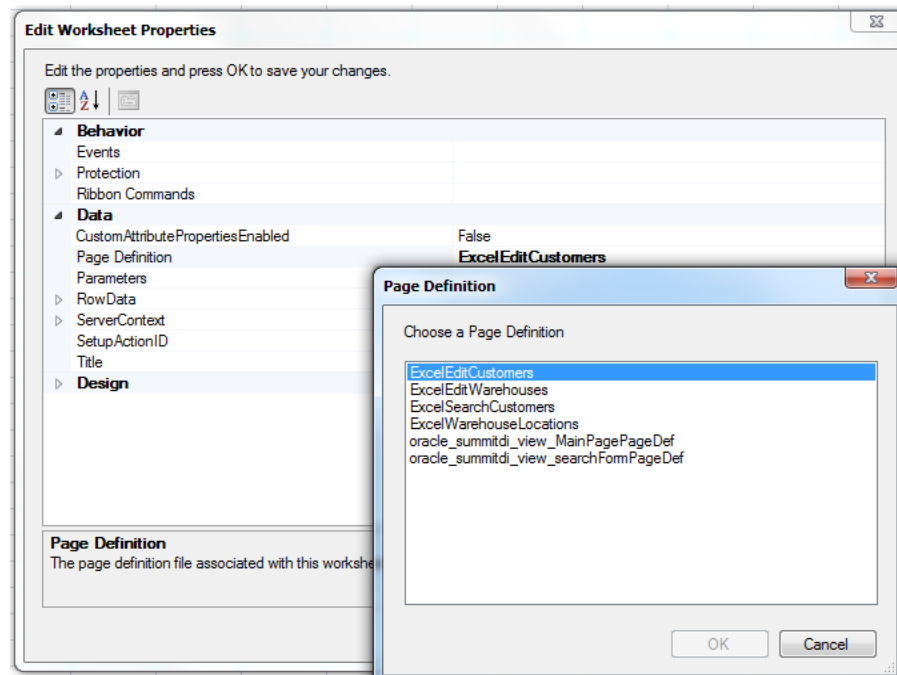 Edit Worksheet Properties
Edit the properties and press OK to save your changes.
Behavior
Events
Protection
Ribbon Commands
Data
CustomAttributePropertiesEnabled False
Page Definition ExcelEditCustomers
Parameters
RowData
ServerContext
SetupActionID
Title
Design
Page Definition
The page definition file associated with this workshe
Page Definition
Choose a Page Definition
ExcelEditCustomers
ExcelEditWarehouses
ExcelSearchCustomers
ExcelWarehouseLocations
oracle_summitdi_view_MainPagePageDef
oracle_summitdi_view_searchFormPageDef
OK Cancel